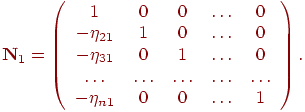 N₁ = ( 1 0 0 … 0
−η₂₁ 1 0 … 0
−η₃₁ 0 1 … 0
… … … … …
−ηₙ₁ 0 0 … 1 ) .